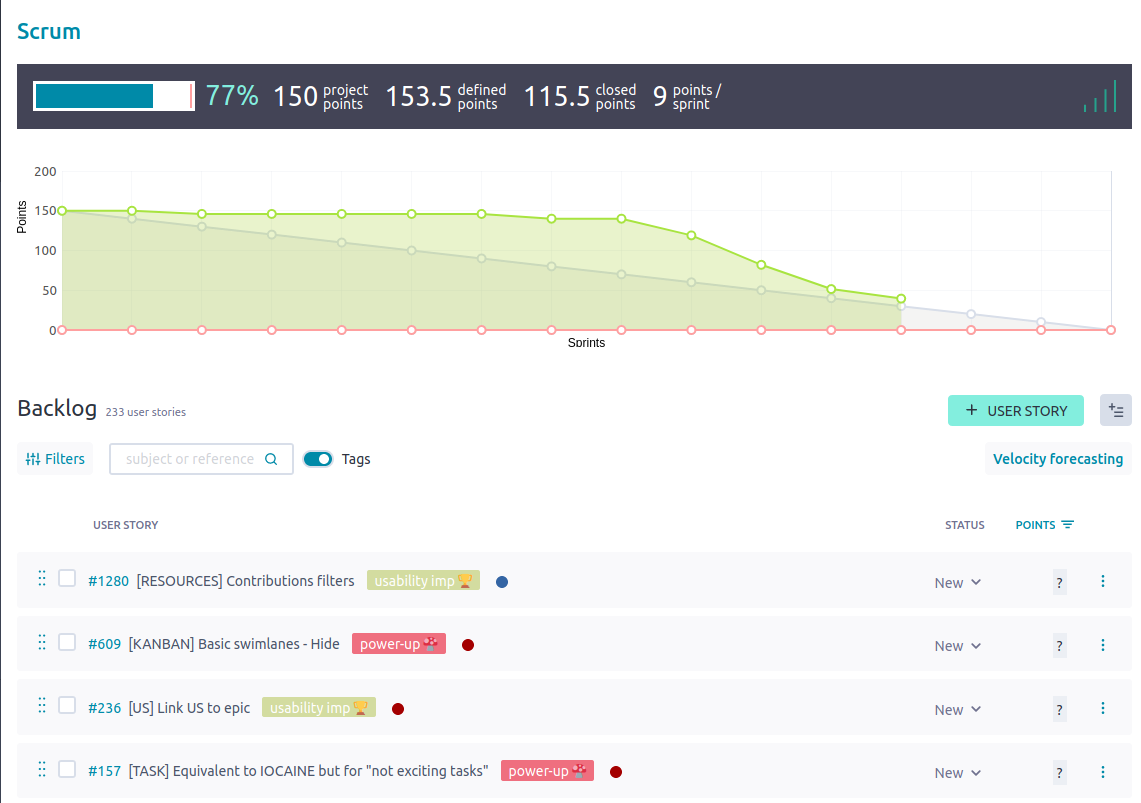 Scrum
77% 150 project points 153.5 defined points 115.5 closed points 9 points / sprint
200
150
100
50
0
Points
Sprints
Backlog 233 user stories
+ USER STORY
Filters
subject or reference
Tags
Velocity forecasting
USER STORY STATUS POINTS
#1280 [RESOURCES] Contributions filters usability imp🏆 New ?
#609 [KANBAN] Basic swimlanes - Hide power-up🍄 New ?
#236 [US] Link US to epic usability imp🏆 New ?
#157 [TASK] Equivalent to IOCAINE but for "not exciting tasks" power-up🍄 New ?